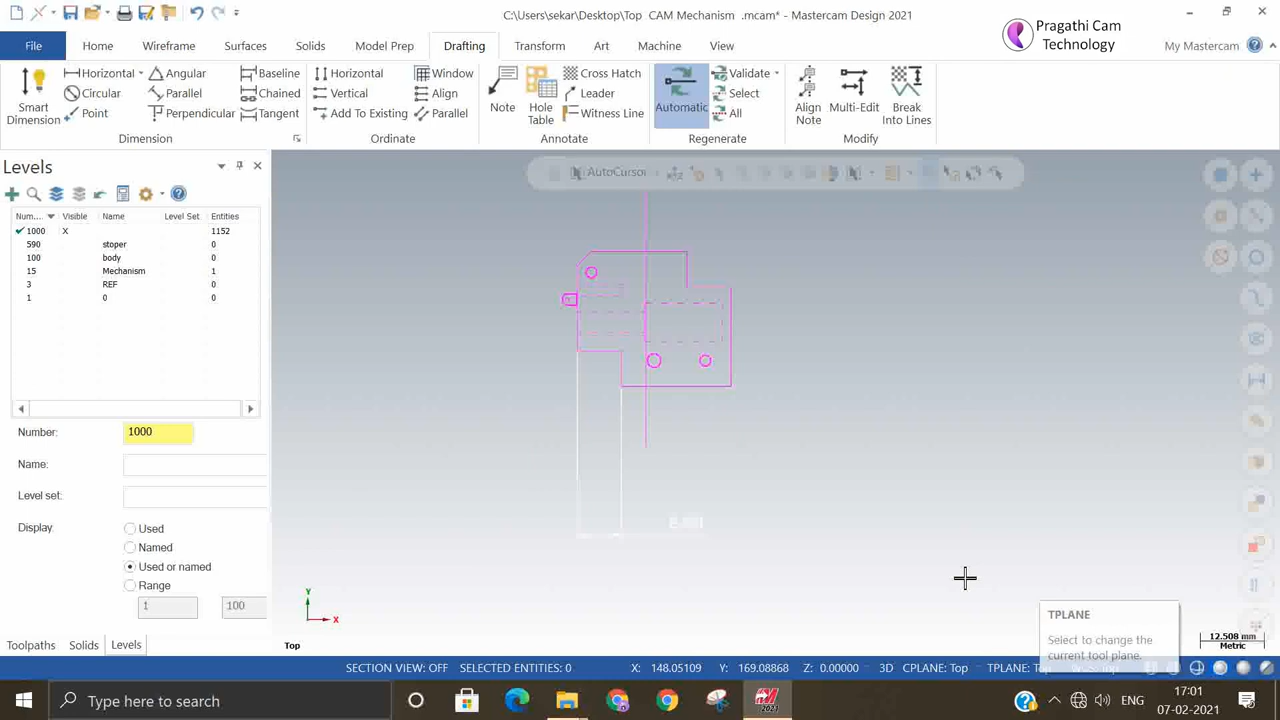 C:\Users\sekar\Desktop\Top   CAM Mechanism  .mcam* - Mastercam Design 2021
Pragathi Cam
Technology
File
Home
Wireframe
Surfaces
Solids
Model Prep
Drafting
Transform
Art
Machine
View
My Mastercam
Smart
Dimension
Horizontal
Circular
Point
Angular
Parallel
Perpendicular
Baseline
Chained
Tangent
Dimension
Horizontal
Vertical
Add To Existing
Window
Align
Parallel
Ordinate
Note
Hole
Table
Cross Hatch
Leader
Witness Line
Annotate
Automatic
Validate
Select
All
Regenerate
Align
Note
Multi-Edit
Break
Into Lines
Modify
Levels
AutoCursor
Num... Visible Name Level Set Entities
1000 X 1152
590 stoper 0
100 body 0
15 Mechanism 1
3 REF 0
1 0 0
Number: 1000
Name:
Level set:
Display:
Used
Named
Used or named
Range
1 100
Y
X
Top
Toolpaths
Solids
Levels
TPLANE
Select to change the
current tool plane.
12.508 mm
Metric
SECTION VIEW: OFF SELECTED ENTITIES: 0 X: 148.05109 Y: 169.08868 Z: 0.00000 3D CPLANE: Top TPLANE:
Type here to search
ENG
17:01
07-02-2021